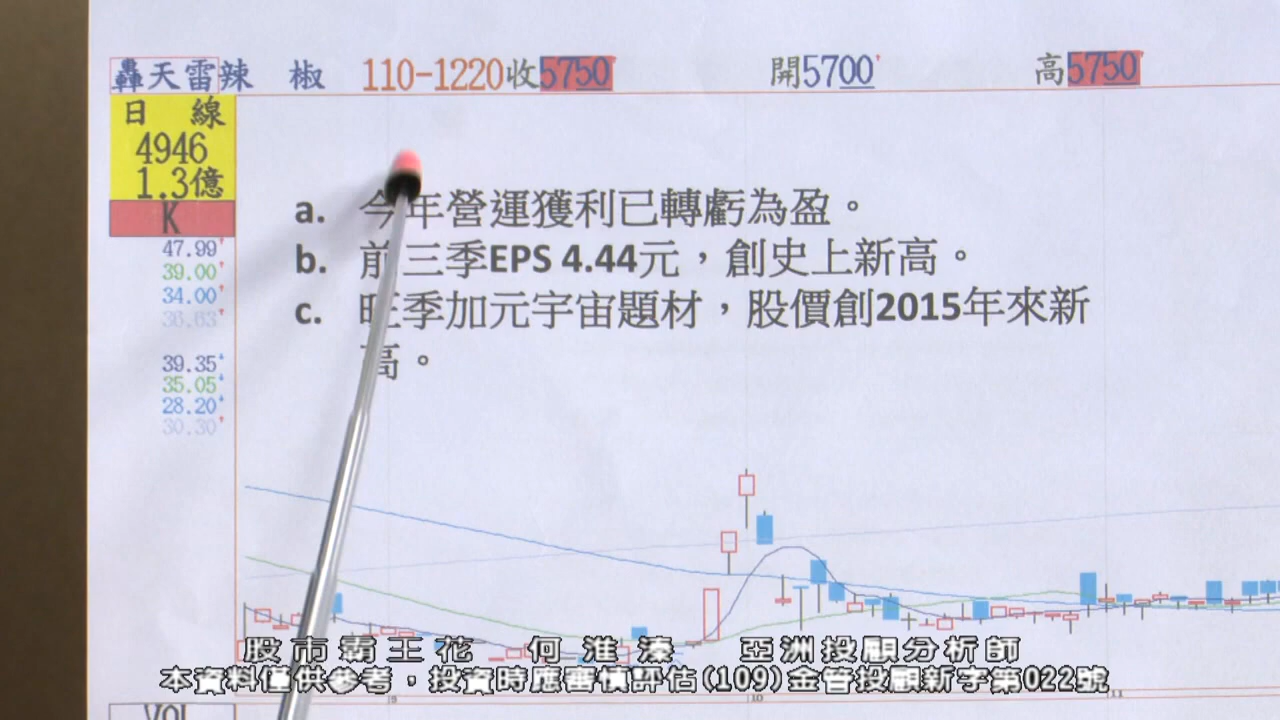 轟天雷辣 椒 110-1220收5750 開5700 高5750
日 線
4946
1.3億
K
47.99
39.00
34.00
36.63
39.35
35.05
28.20
30.30
a. 今年營運獲利已轉虧為盈。
b. 前三季EPS 4.44元，創史上新高。
c. 旺季加元宇宙題材，股價創2015年來新
高。
股市霸王花 何淮溱 亞洲投顧分析師
本資料僅供參考，投資時應審慎評估(109)金管投顧新字第022號
9 10 11
VOL